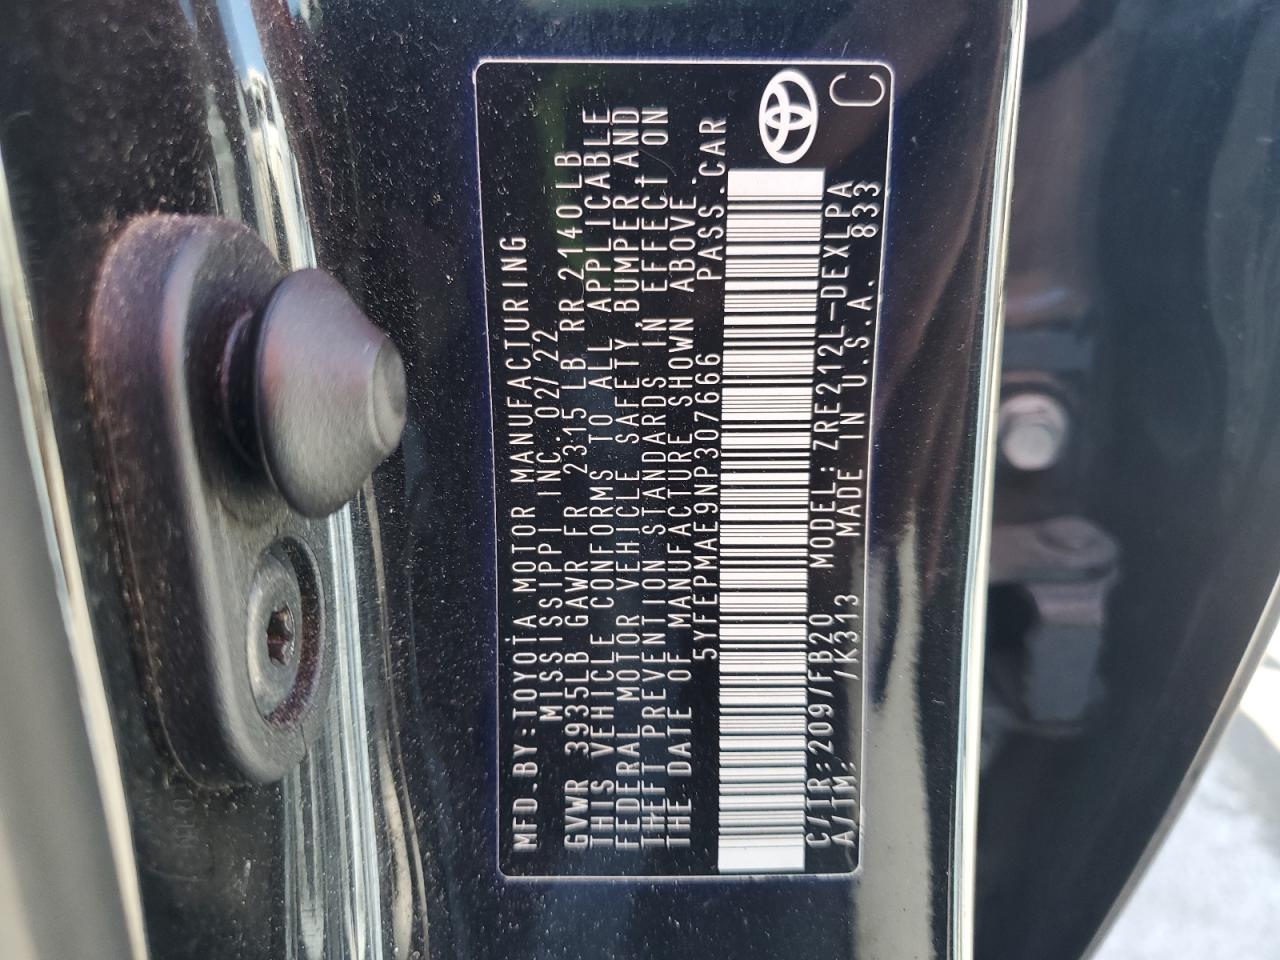 MFD.BY:TOYOTA MOTOR MANUFACTURING
MISSISSIPPI INC. 02/22
GVWR 3935LB GAWR FR 2315LB RR 2140LB
THIS VEHICLE CONFORMS TO ALL APPLICABLE
FEDERAL MOTOR VEHICLE SAFETY, BUMPER AND
THEFT PREVENTION STANDARDS IN EFFECT ON
THE DATE OF MANUFACTURE SHOWN ABOVE.
5YFEPMAE9NP307666 PASS.CAR
C/TR:209/FB20 MODEL:ZRE212L-DEXLPA
A/TM: /K313 MADE IN U.S.A. 833
C